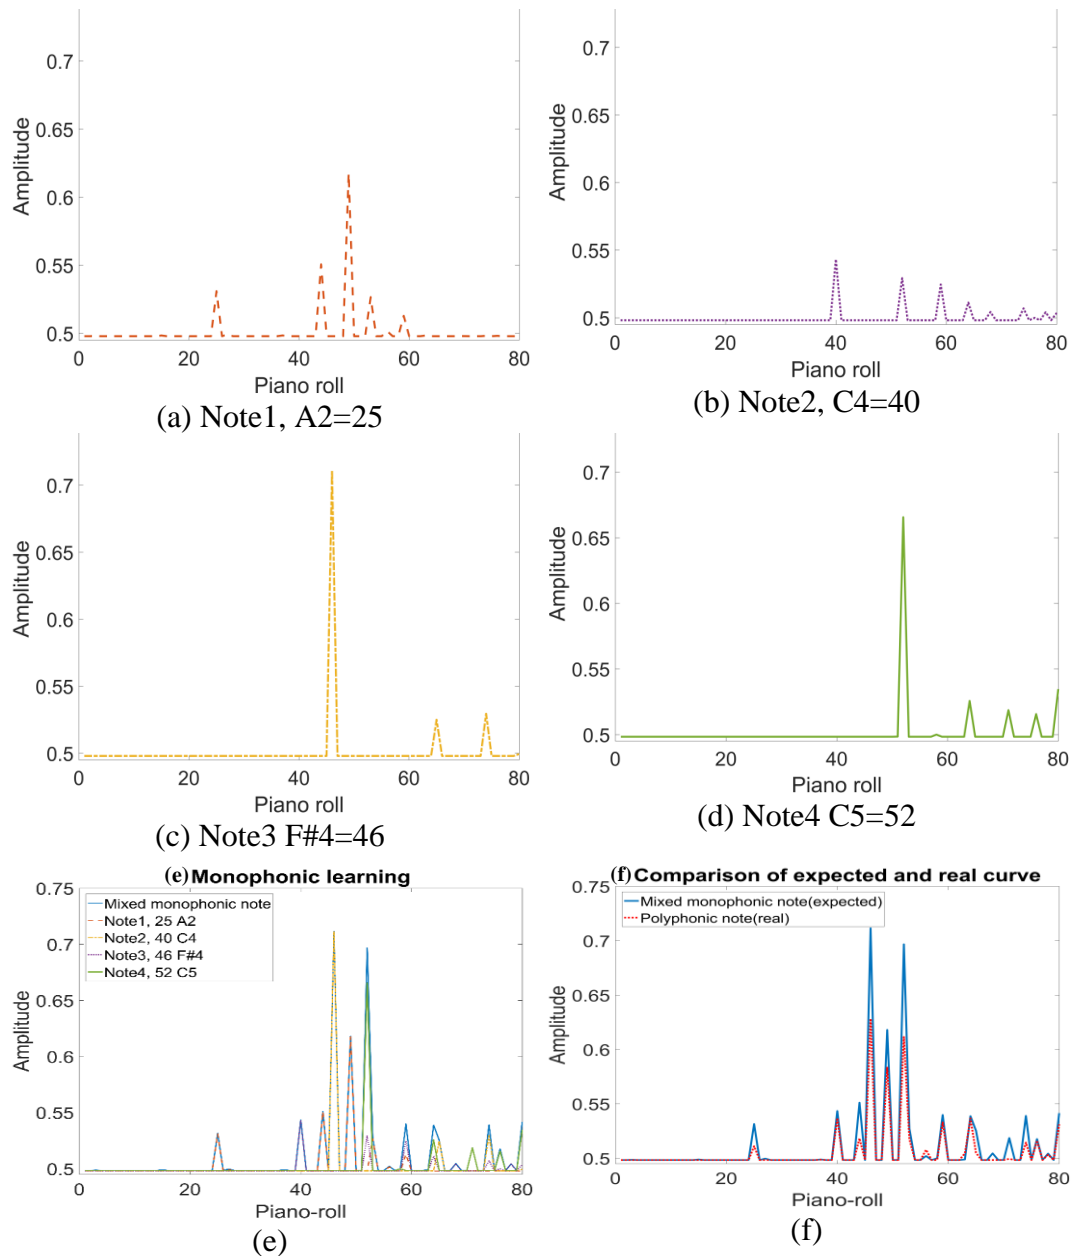 0.7
0.65
0.6
0.55
0.5
Amplitude
0
20
40
60
80
Piano roll
(a) Note1, A2=25
0.7
0.65
0.6
0.55
0.5
Amplitude
0
20
40
60
80
Piano roll
(b) Note2, C4=40
0.7
0.65
0.6
0.55
0.5
Amplitude
0
20
40
60
80
Piano roll
(c) Note3 F#4=46
0.7
0.65
0.6
0.55
0.5
Amplitude
0
20
40
60
80
Piano roll
(d) Note4 C5=52
(e) Monophonic learning
0.75
0.7
0.65
0.6
0.55
0.5
Amplitude
Mixed monophonic note
Note1, 25 A2
Note2, 40 C4
Note3, 46 F#4
Note4, 52 C5
0
20
40
60
80
Piano-roll
(e)
(f) Comparison of expected and real curve
0.75
0.7
0.65
0.6
0.55
0.5
Amplitude
Mixed monophonic note(expected)
Polyphonic note(real)
0
20
40
60
80
Piano-roll
(f)